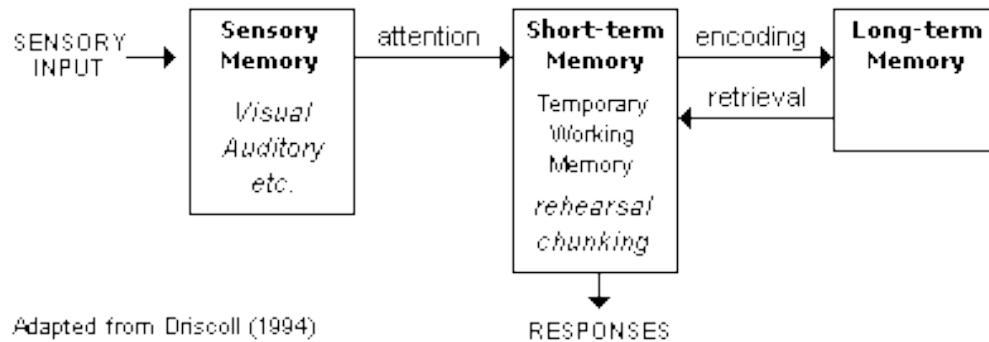 SENSORY
INPUT
Sensory
Memory
Visual
Auditory
etc.
attention
Short-term
Memory
Temporary
Working
Memory
rehearsal
chunking
encoding
retrieval
Long-term
Memory
RESPONSES
Adapted from Driscoll (1994)